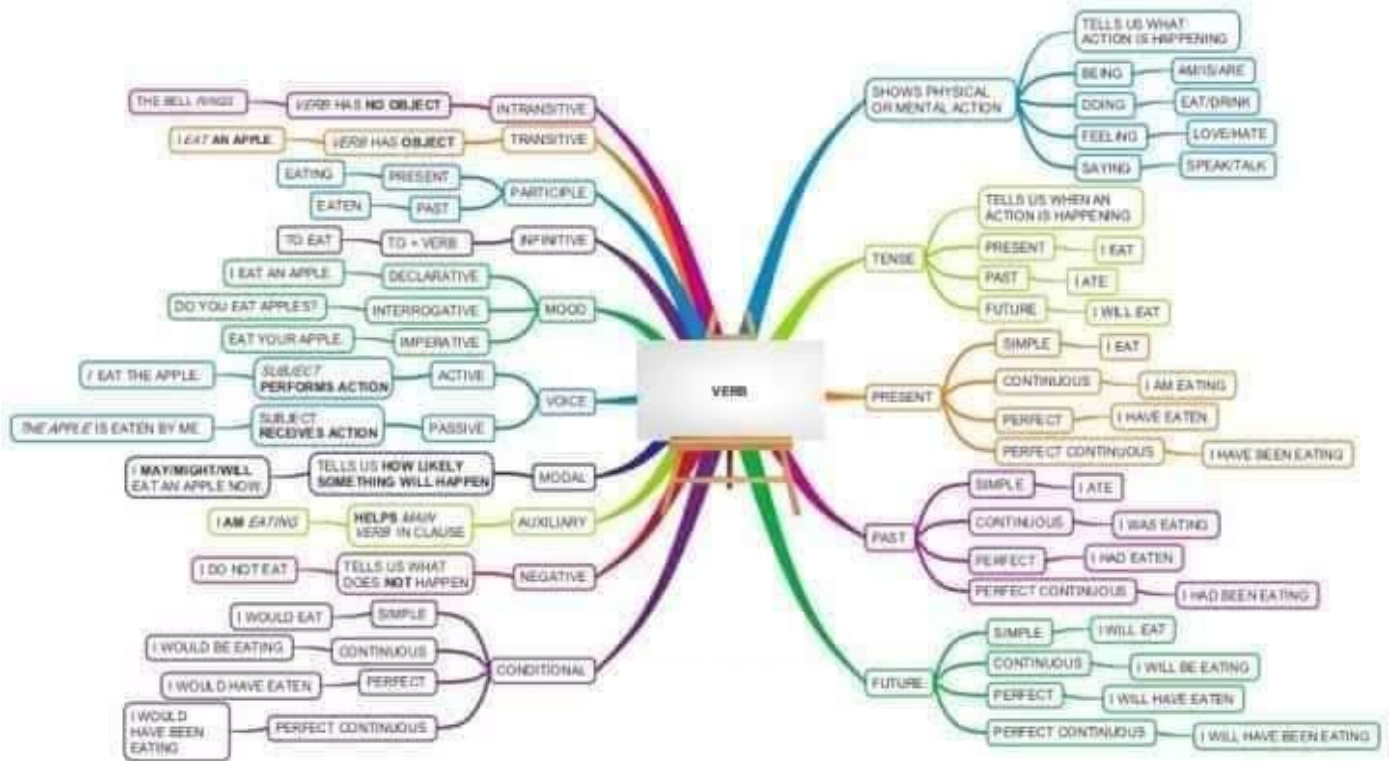 VERB
SHOWS PHYSICAL
OR MENTAL ACTION
TELLS US WHAT
ACTION IS HAPPENING
BEING
AM/IS/ARE
DOING
EAT/DRINK
FEELING
LOVE/HATE
SAYING
SPEAK/TALK
TENSE
TELLS US WHEN AN
ACTION IS HAPPENING
PRESENT
I EAT
PAST
I ATE
FUTURE
I WILL EAT
PRESENT
SIMPLE
I EAT
CONTINUOUS
I AM EATING
PERFECT
I HAVE EATEN
PERFECT CONTINUOUS
I HAVE BEEN EATING
PAST
SIMPLE
I ATE
CONTINUOUS
I WAS EATING
PERFECT
I HAD EATEN
PERFECT CONTINUOUS
I HAD BEEN EATING
FUTURE
SIMPLE
I WILL EAT
CONTINUOUS
I WILL BE EATING
PERFECT
I WILL HAVE EATEN
PERFECT CONTINUOUS
I WILL HAVE BEEN EATING
INTRANSITIVE
VERB HAS NO OBJECT
THE BELL RINGS
TRANSITIVE
VERB HAS OBJECT
I EAT AN APPLE.
PARTICIPLE
PRESENT
EATING
PAST
EATEN
INFINITIVE
TO + VERB
TO EAT
MOOD
DECLARATIVE
I EAT AN APPLE.
INTERROGATIVE
DO YOU EAT APPLES?
IMPERATIVE
EAT YOUR APPLE.
VOICE
ACTIVE
SUBJECT
PERFORMS ACTION
I EAT THE APPLE.
PASSIVE
SUBJECT
RECEIVES ACTION
THE APPLE IS EATEN BY ME.
MODAL
TELLS US HOW LIKELY
SOMETHING WILL HAPPEN
I MAY/MIGHT/WILL
EAT AN APPLE NOW.
AUXILIARY
HELPS MAIN
VERB IN CLAUSE
I AM EATING
NEGATIVE
TELLS US WHAT
DOES NOT HAPPEN
I DO NOT EAT
CONDITIONAL
SIMPLE
I WOULD EAT
CONTINUOUS
I WOULD BE EATING
PERFECT
I WOULD HAVE EATEN
PERFECT CONTINUOUS
I WOULD
HAVE BEEN
EATING